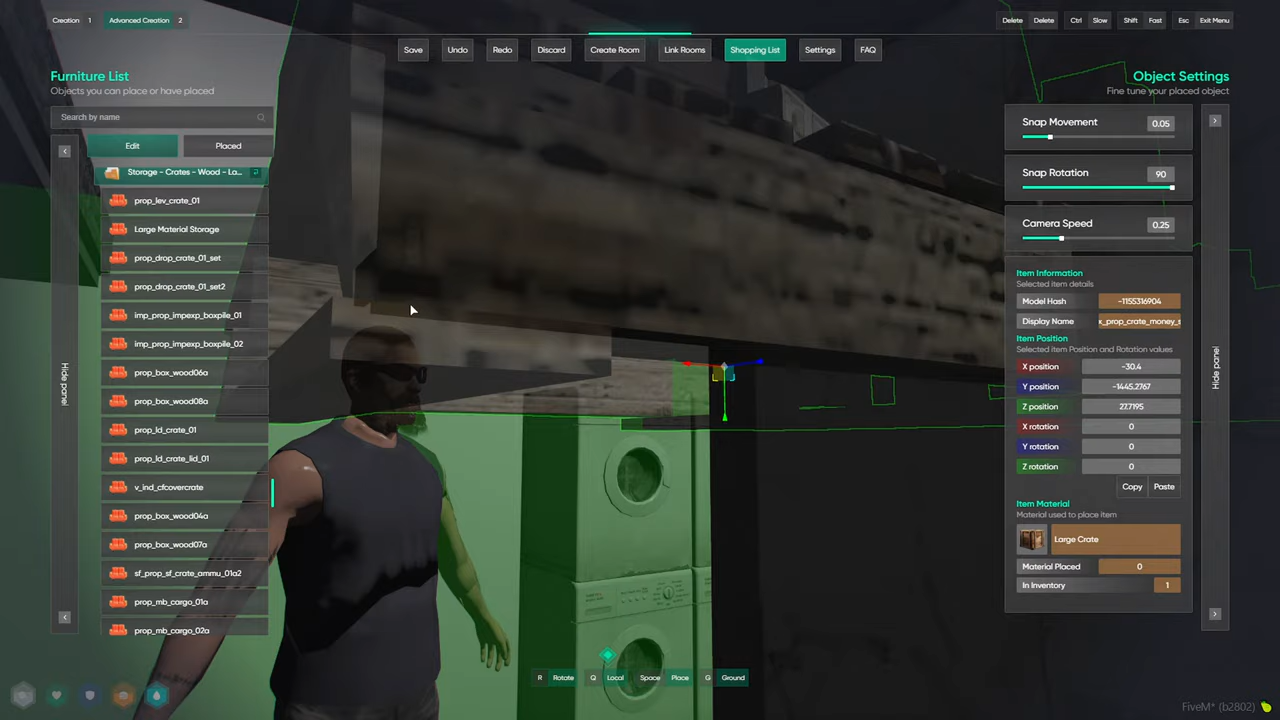 Creation 1 Advanced Creation 2
Delete Delete Ctrl Slow Shift Fast Esc Exit Menu
Save Undo Redo Discard Create Room Link Rooms Shopping List Settings FAQ
Furniture List
Objects you can place or have placed
Search by name
Edit Placed
Storage - Crates - Wood - La...
prop_lev_crate_01
Large Material Storage
prop_drop_crate_01_set
prop_drop_crate_01_set2
imp_prop_impexp_boxpile_01
imp_prop_impexp_boxpile_02
prop_box_wood06a
prop_box_wood08a
prop_ld_crate_01
prop_ld_crate_lid_01
v_ind_cfcovercrate
prop_box_wood04a
prop_box_wood07a
sf_prop_sf_crate_ammu_01a2
prop_mb_cargo_01a
prop_mb_cargo_02a
Hide panel
Object Settings
Fine tune your placed object
Snap Movement 0.05
Snap Rotation 90
Camera Speed 0.25
Item Information
Selected item details
Model Hash -1155316904
Display Name x_prop_crate_money_s
Item Position
Selected item Position and Rotation values
X position -30.4
Y position -1445.2767
Z position 27.7195
X rotation 0
Y rotation 0
Z rotation 0
Copy Paste
Item Material
Material used to place item
Large Crate
Material Placed 0
In Inventory 1
Hide panel
R Rotate Q Local Space Place G Ground
FiveM* (b2802)